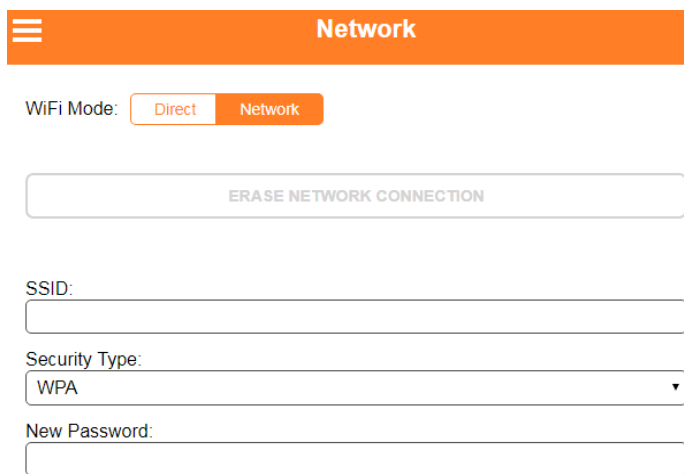 Network
WiFi Mode: Direct Network
ERASE NETWORK CONNECTION
SSID:
Security Type:
WPA
New Password: